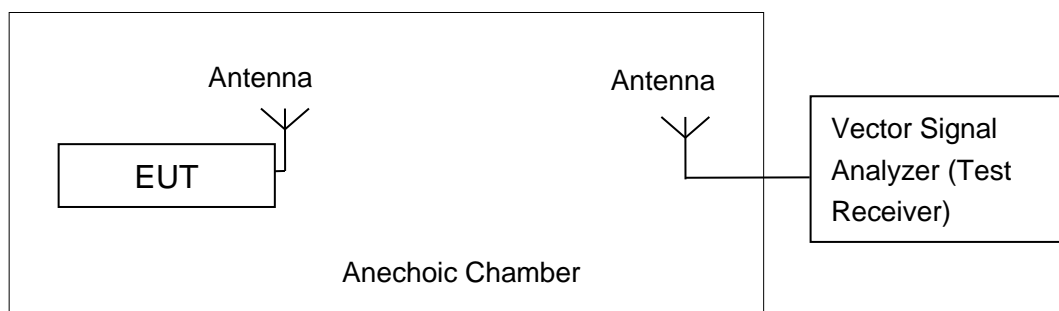 Antenna
Antenna
EUT
Vector Signal
Analyzer (Test
Receiver)
Anechoic Chamber